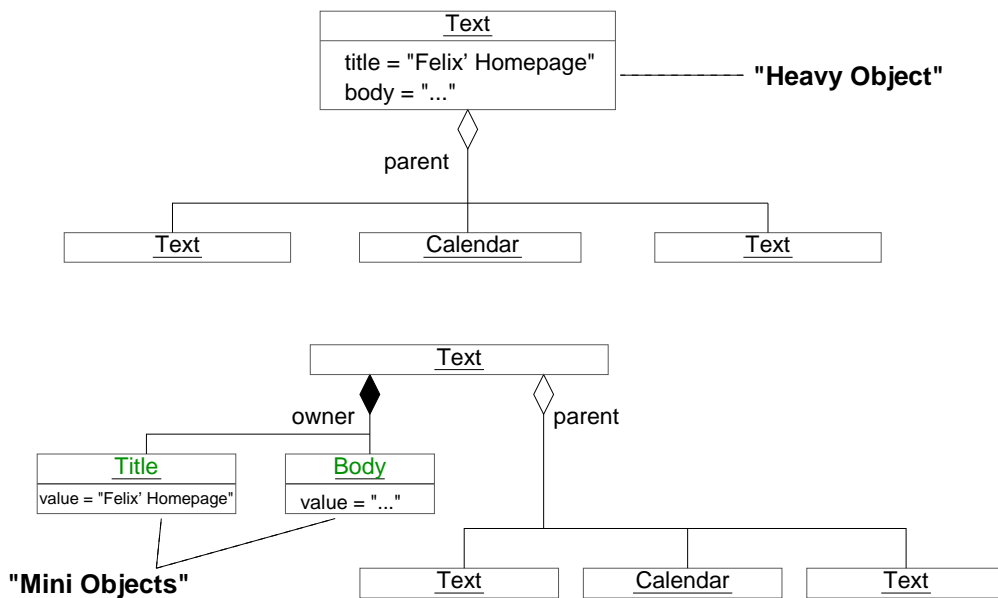 Text
title = "Felix’ Homepage"
body = "..."
"Heavy Object"
parent
Text
Calendar
Text
Text
owner
parent
Title
value = "Felix’ Homepage"
Body
value = "..."
"Mini Objects"
Text
Calendar
Text